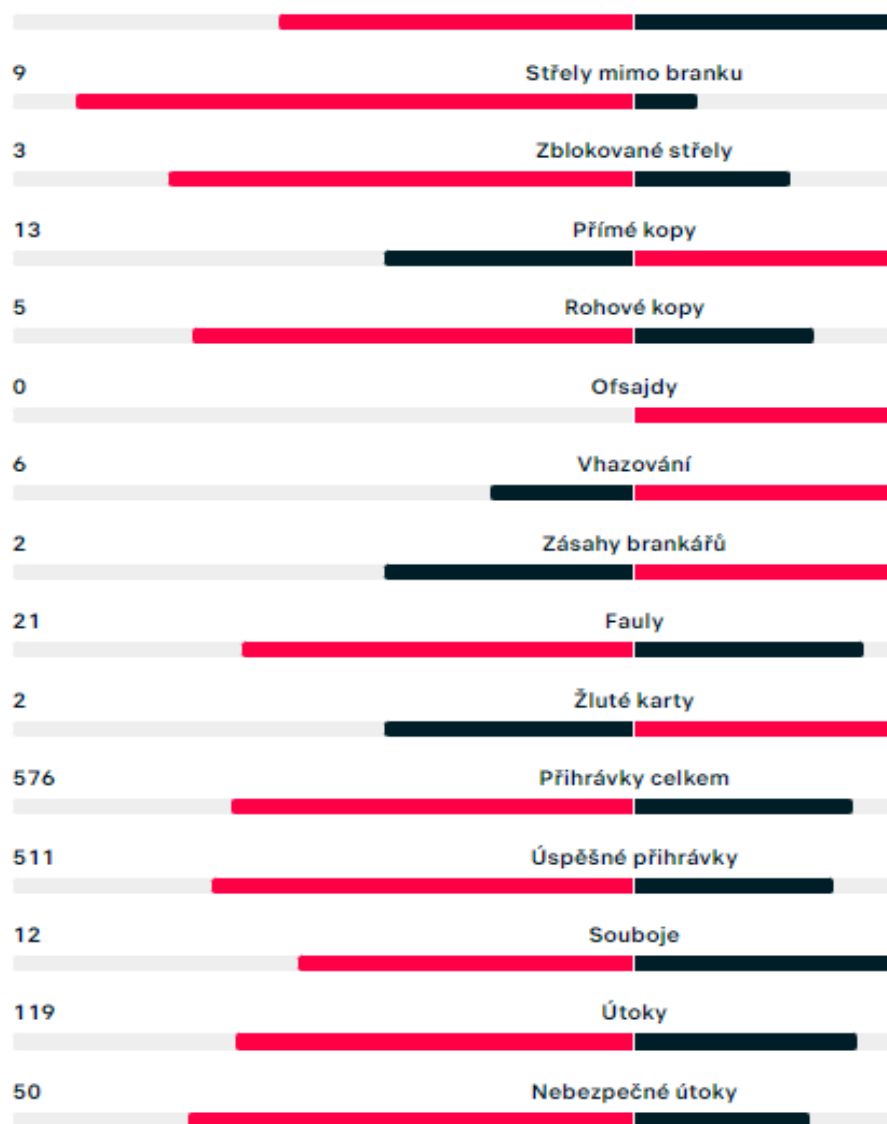 9 Střely mimo branku
3 Zblokované střely
13 Přímé kopy
5 Rohové kopy
0 Ofsajdy
6 Vhazování
2 Zásahy brankářů
21 Fauly
2 Žluté karty
576 Přihrávky celkem
511 Úspěšné přihrávky
12 Souboje
119 Útoky
50 Nebezpečné útoky